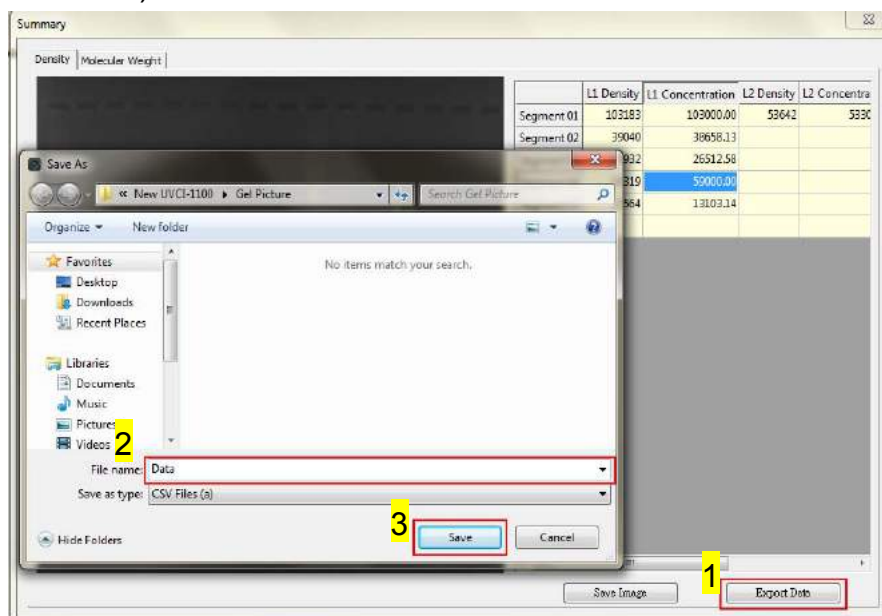 Summary
Density Molecular Weight
L1 Density L1 Concentration L2 Density L2 Concentra
Segment 01 103183 103000.00 53642 5330
Segment 02 39040 38658.13
932 26512.58
319 59000.00
564 13103.14
Save As
« New UVCI-1100 Gel Picture Search Gel Picture
Organize New folder
Favorites
Desktop
Downloads
Recent Places
Libraries
Documents
Music
Pictures
Videos
No items match your search.
2
File name: Data
Save as type: CSV Files (a)
3
Hide Folders Save Cancel
1
Save Image Export Data